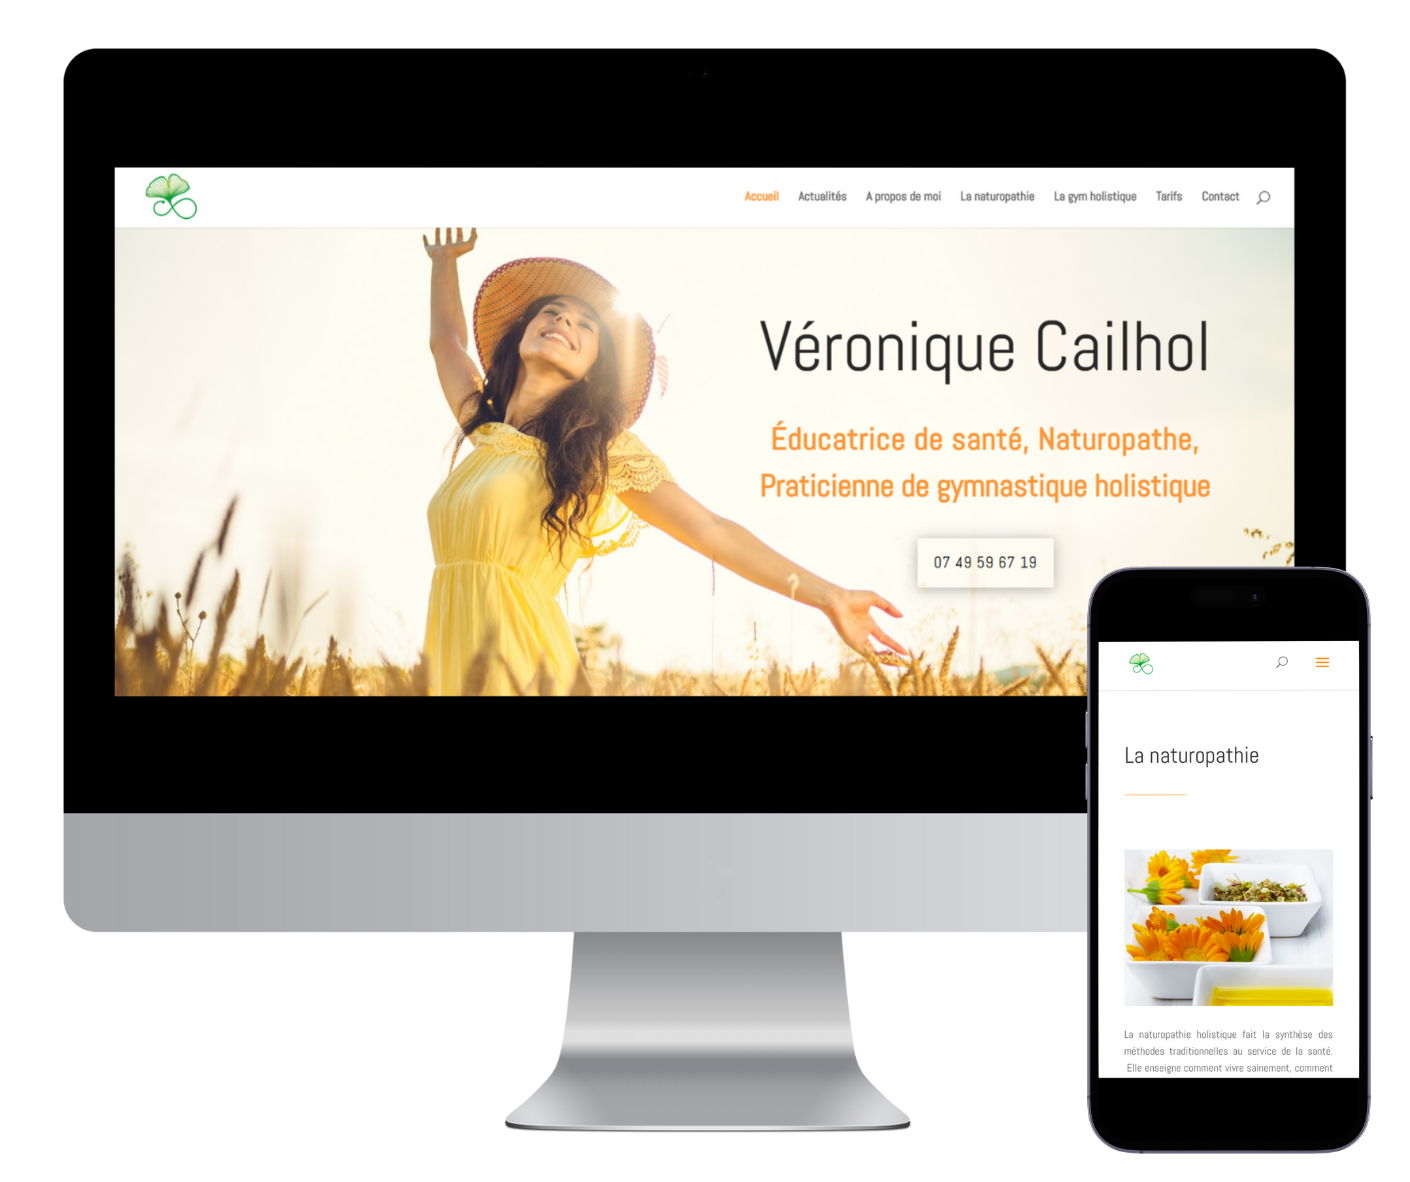 Accueil Actualités A propos de moi La naturopathie La gym holistique Tarifs Contact
Véronique Cailhol
Éducatrice de santé, Naturopathe,
Praticienne de gymnastique holistique
07 49 59 67 19
La naturopathie
La naturopathie holistique fait la synthèse des
méthodes traditionnelles au service de la santé.
Elle enseigne comment vivre sainement, comment